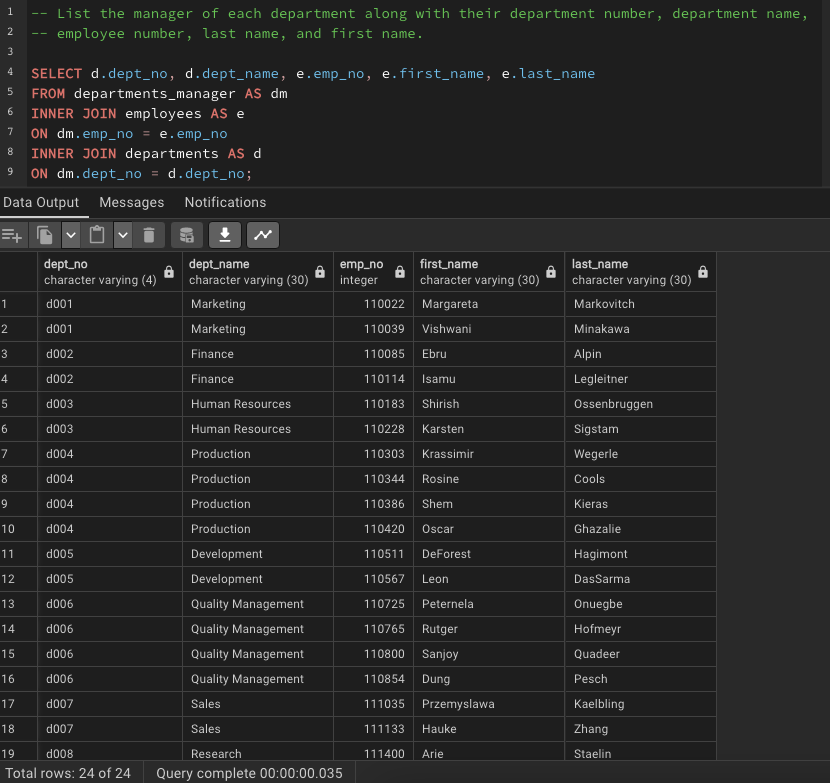 1 -- List the manager of each department along with their department number, department name,
2 -- employee number, last name, and first name.
3
4 SELECT d.dept_no, d.dept_name, e.emp_no, e.first_name, e.last_name
5 FROM departments_manager AS dm
6 INNER JOIN employees AS e
7 ON dm.emp_no = e.emp_no
8 INNER JOIN departments AS d
9 ON dm.dept_no = d.dept_no;
Data Output Messages Notifications
dept_no dept_name emp_no first_name last_name
character varying (4) character varying (30) integer character varying (30) character varying (30)
1 d001 Marketing 110022 Margareta Markovitch
2 d001 Marketing 110039 Vishwani Minakawa
3 d002 Finance 110085 Ebru Alpin
4 d002 Finance 110114 Isamu Legleitner
5 d003 Human Resources 110183 Shirish Ossenbruggen
6 d003 Human Resources 110228 Karsten Sigstam
7 d004 Production 110303 Krassimir Wegerle
8 d004 Production 110344 Rosine Cools
9 d004 Production 110386 Shem Kieras
10 d004 Production 110420 Oscar Ghazalie
11 d005 Development 110511 DeForest Hagimont
12 d005 Development 110567 Leon DasSarma
13 d006 Quality Management 110725 Peternela Onuegbe
14 d006 Quality Management 110765 Rutger Hofmeyr
15 d006 Quality Management 110800 Sanjoy Quadeer
16 d006 Quality Management 110854 Dung Pesch
17 d007 Sales 111035 Przemyslawa Kaelbling
18 d007 Sales 111133 Hauke Zhang
19 d008 Research 111400 Arie Staelin
Total rows: 24 of 24 Query complete 00:00:00.035